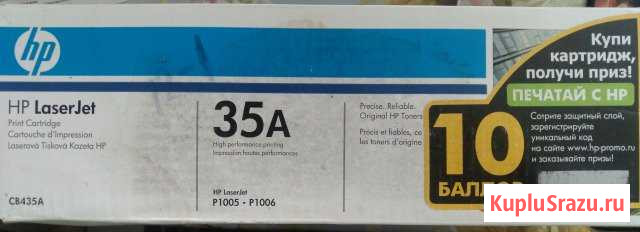 hp
HP LaserJet
Print Cartridge
Cartouche d'Impression
Laserová Tisková Kazeta HP
CB435A
35A
High performance printing
Impression hautes performances
HP LaserJet
P1005 • P1006
Precise. Reliable.
Original HP Toners
Précis et fiables, ce
les toners d'origine
Купи
картридж,
получи приз!
ПЕЧАТАЙ С HP
10
БАЛЛОВ
Сотрите защитный слой,
зарегистрируйте
уникальный код
на сайте www.hp-promo.ru
и заказывайте призы!
KupluSrazu.ru